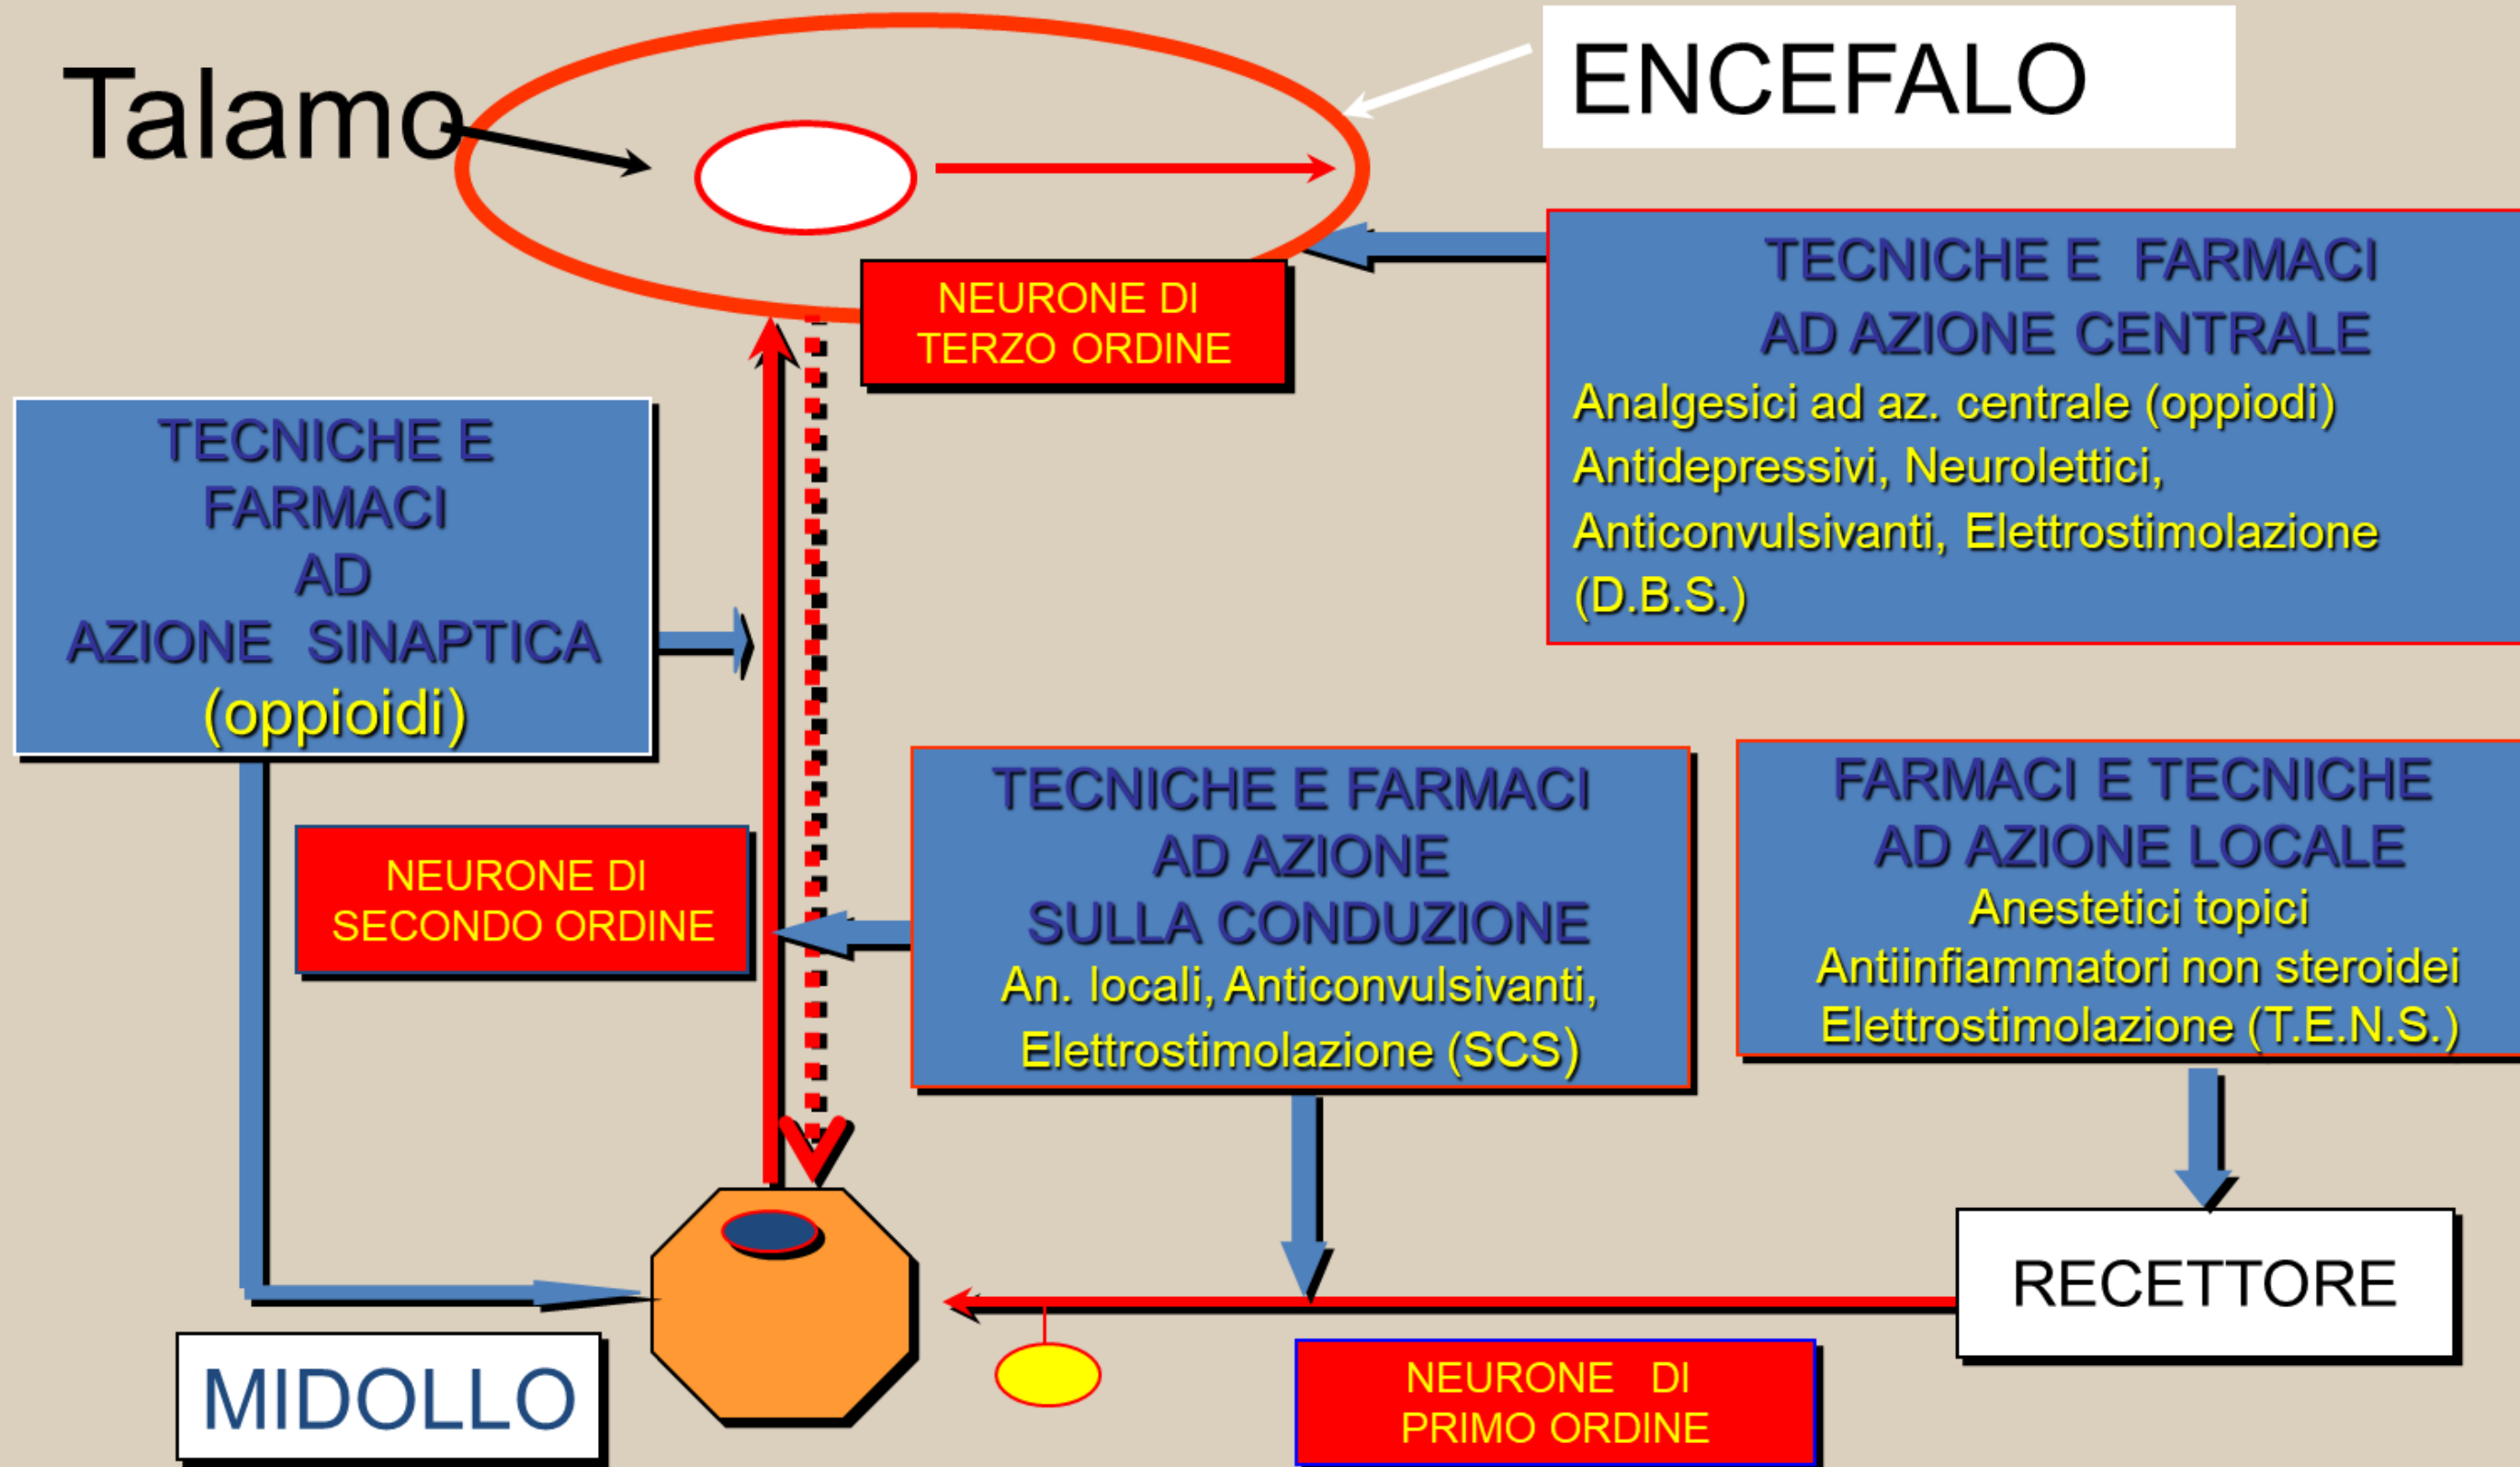 Talamo
ENCEFALO
NEURONE DI
TERZO ORDINE
TECNICHE E FARMACI
AD AZIONE CENTRALE
Analgesici ad az. centrale (oppiodi)
Antidepressivi, Neurolettici,
Anticonvulsivanti, Elettrostimolazione
(D.B.S.)
TECNICHE E
FARMACI
AD
AZIONE SINAPTICA
(oppioidi)
NEURONE DI
SECONDO ORDINE
TECNICHE E FARMACI
AD AZIONE
SULLA CONDUZIONE
An. locali, Anticonvulsivanti,
Elettrostimolazione (SCS)
FARMACI E TECNICHE
AD AZIONE LOCALE
Anestetici topici
Antiinfiammatori non steroidei
Elettrostimolazione (T.E.N.S.)
RECETTORE
MIDOLLO
NEURONE DI
PRIMO ORDINE